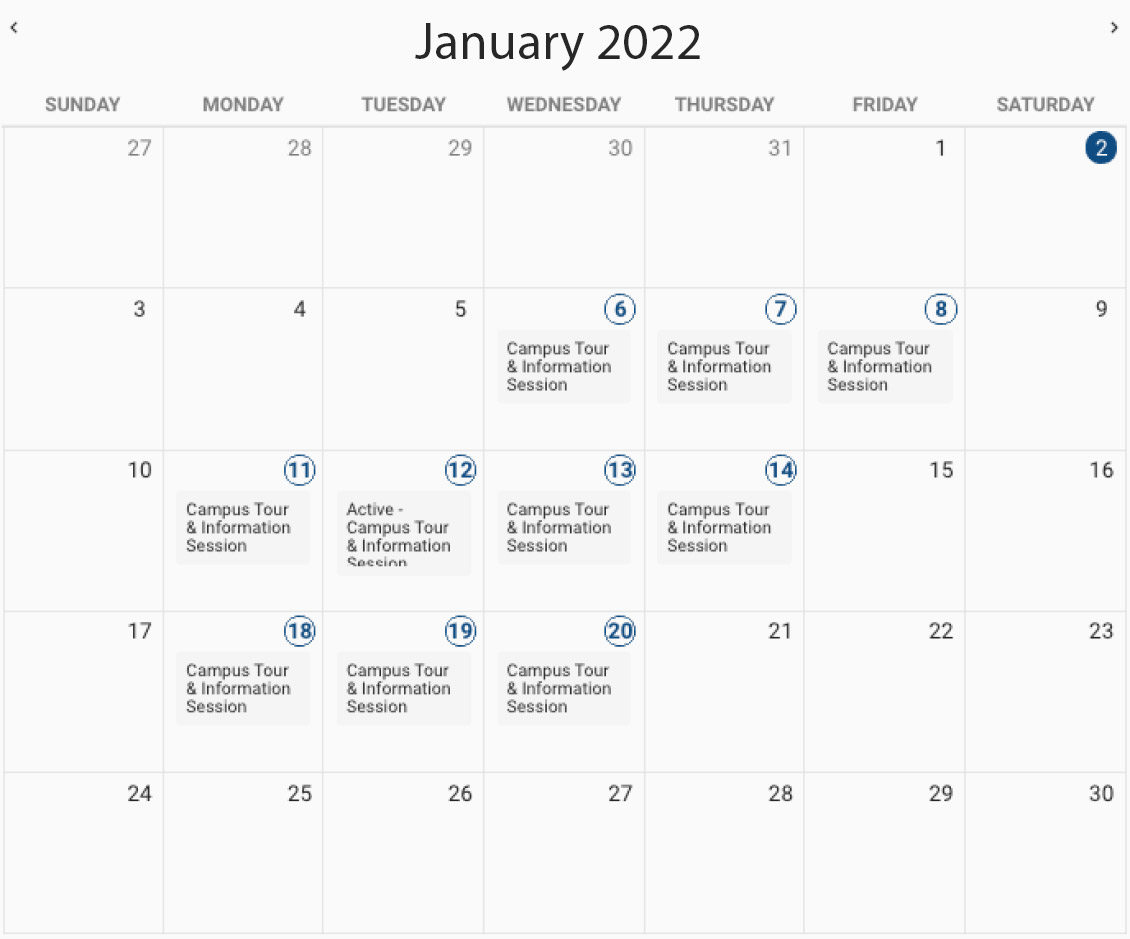 ‹
January 2022
›
SUNDAY MONDAY TUESDAY WEDNESDAY THURSDAY FRIDAY SATURDAY
27 28 29 30 31 1 2
3 4 5 6 7 8 9
Campus Tour
& Information
Session
Campus Tour
& Information
Session
Campus Tour
& Information
Session
10 11 12 13 14 15 16
Campus Tour
& Information
Session
Active -
Campus Tour
& Information
Session
Campus Tour
& Information
Session
Campus Tour
& Information
Session
17 18 19 20 21 22 23
Campus Tour
& Information
Session
Campus Tour
& Information
Session
Campus Tour
& Information
Session
24 25 26 27 28 29 30